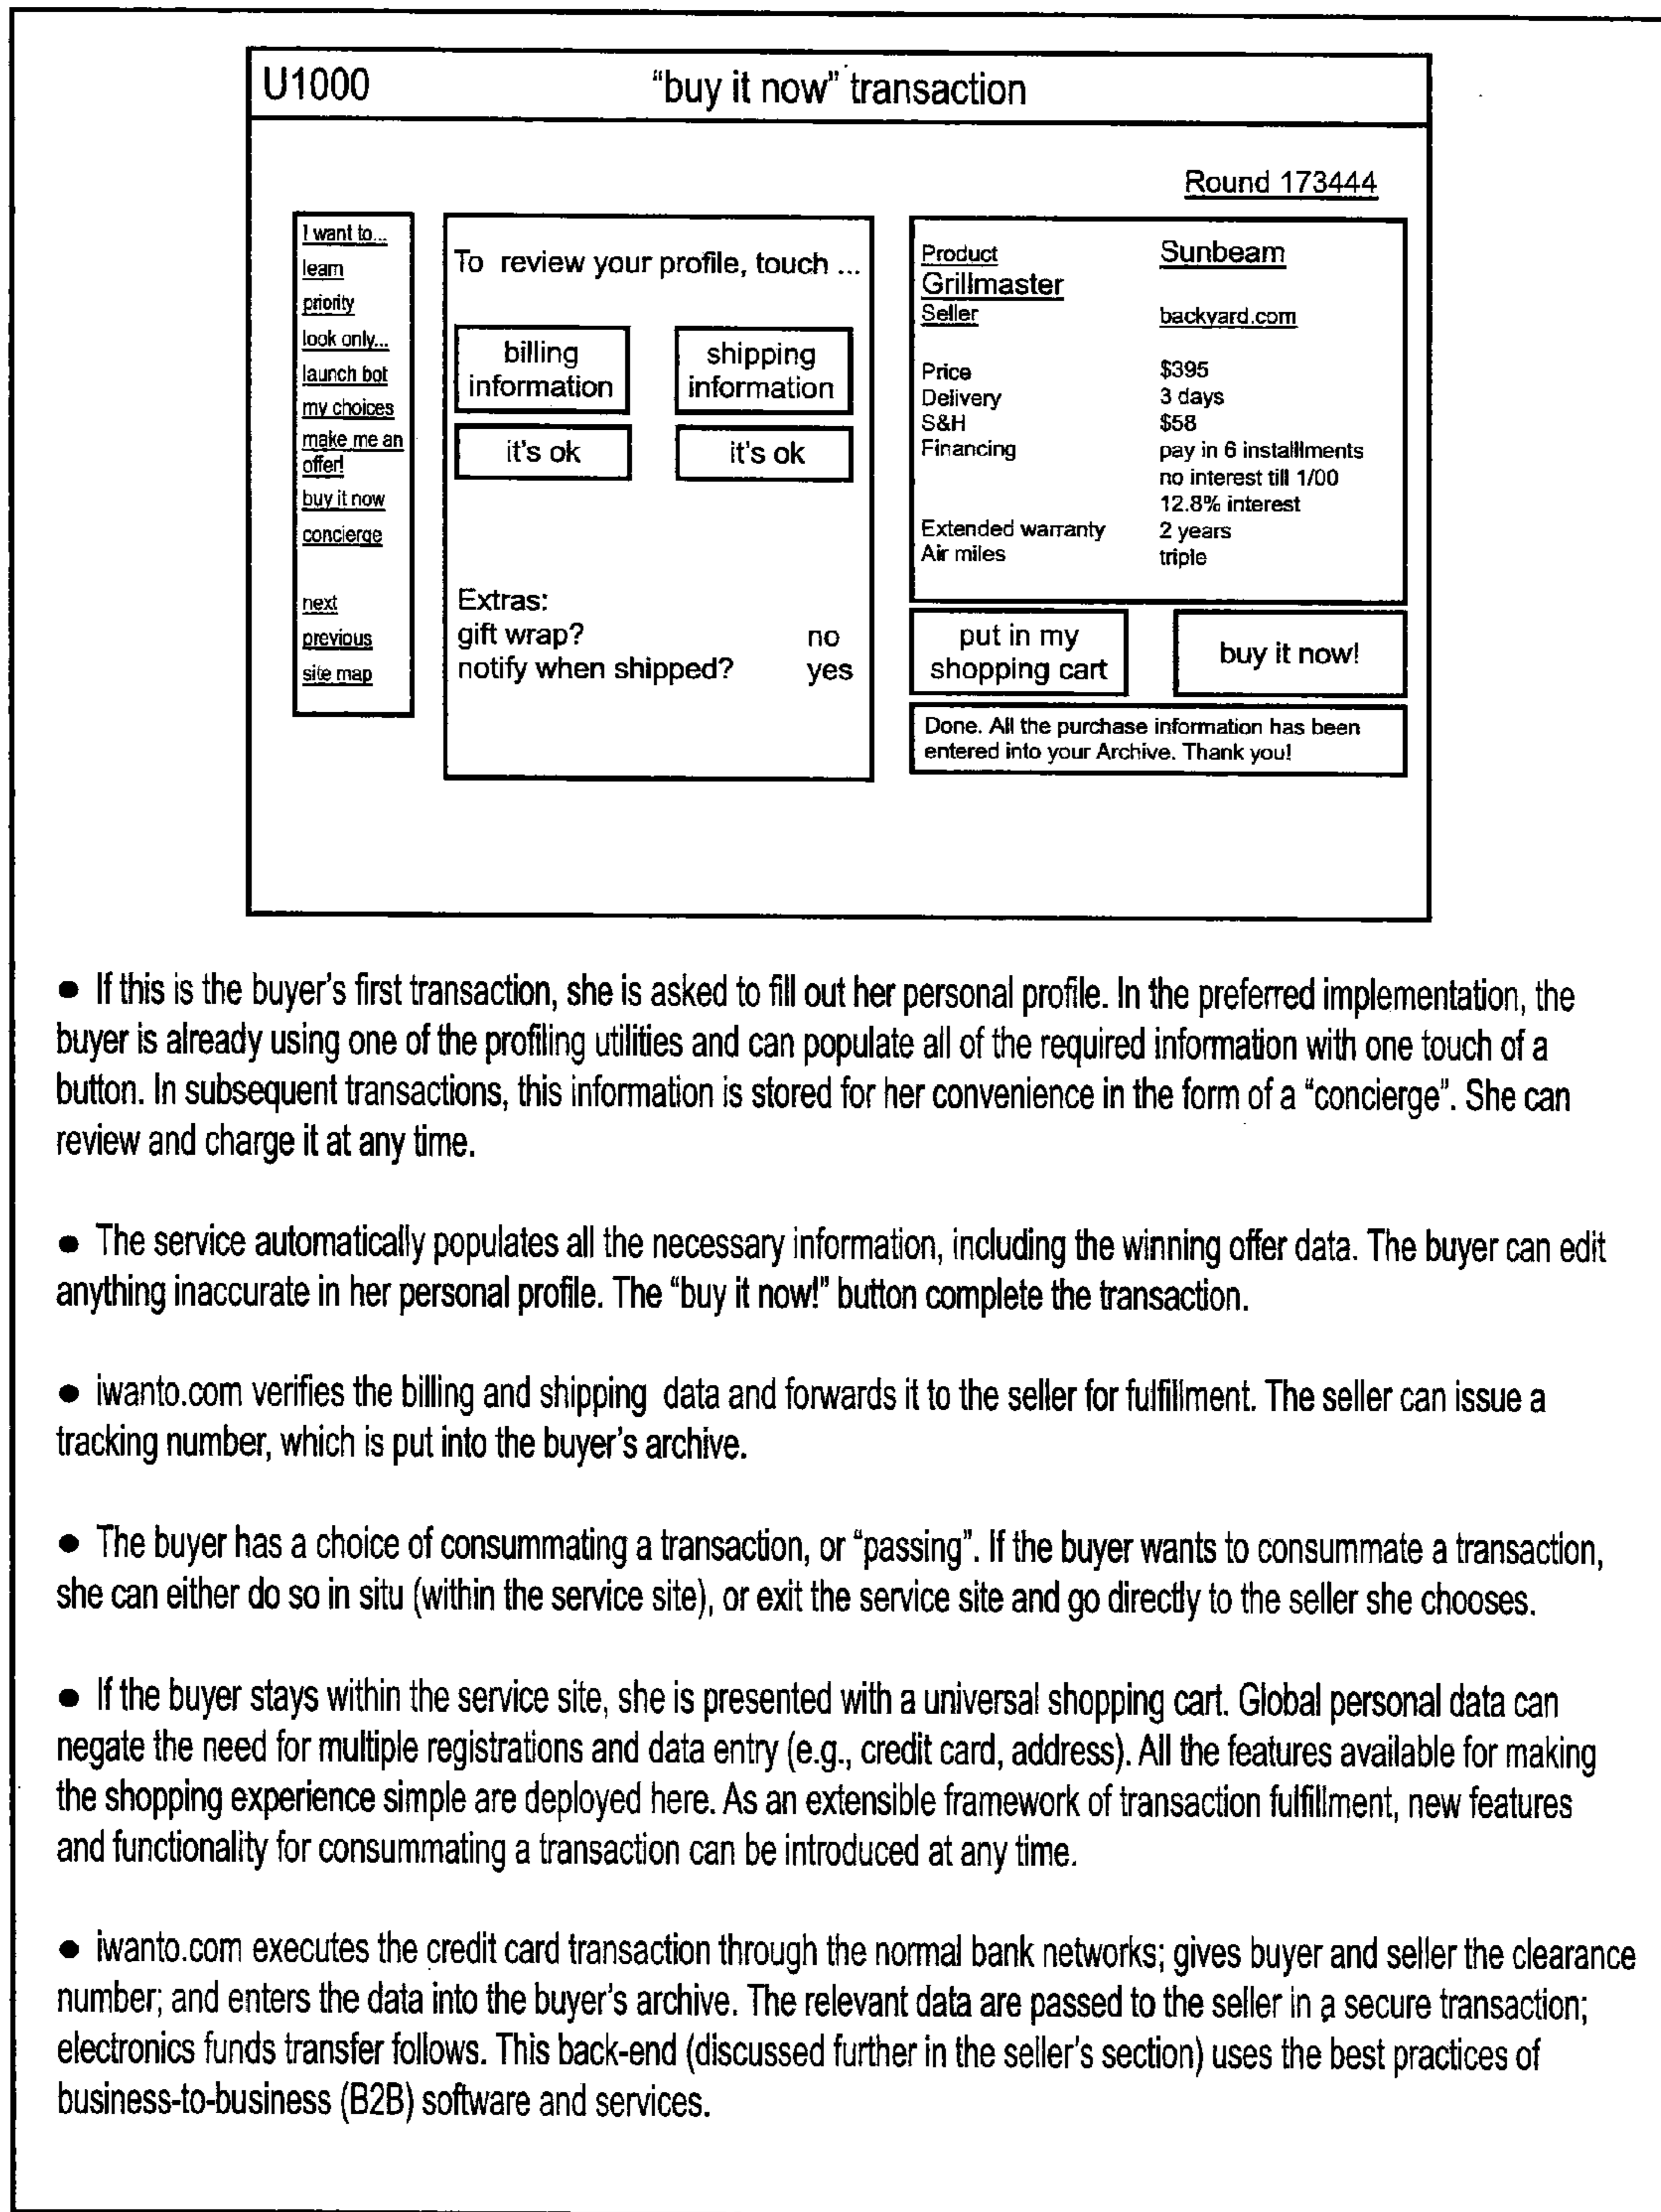 U1000 "buy it now" transaction
Round 173444
I want to...
learn
priority
look only...
launch bot
my choices
make me an
offer!
buy it now
concierge
next
previous
site map
To review your profile, touch ...
billing
information
shipping
information
it's ok
it's ok
Extras:
gift wrap? no
notify when shipped? yes
Product Sunbeam
Grillmaster
Seller backyard.com
Price $395
Delivery 3 days
S&H $58
Financing pay in 6 installlments
no interest till 1/00
12.8% interest
Extended warranty 2 years
Air miles triple
put in my
shopping cart
buy it now!
Done. All the purchase information has been
entered into your Archive. Thank you!
● If this is the buyer's first transaction, she is asked to fill out her personal profile. In the preferred implementation, the
buyer is already using one of the profiling utilities and can populate all of the required information with one touch of a
button. In subsequent transactions, this information is stored for her convenience in the form of a "concierge". She can
review and charge it at any time.
● The service automatically populates all the necessary information, including the winning offer data. The buyer can edit
anything inaccurate in her personal profile. The "buy it now!" button complete the transaction.
● iwanto.com verifies the billing and shipping data and forwards it to the seller for fulfillment. The seller can issue a
tracking number, which is put into the buyer's archive.
● The buyer has a choice of consummating a transaction, or "passing". If the buyer wants to consummate a transaction,
she can either do so in situ (within the service site), or exit the service site and go directly to the seller she chooses.
● If the buyer stays within the service site, she is presented with a universal shopping cart. Global personal data can
negate the need for multiple registrations and data entry (e.g., credit card, address). All the features available for making
the shopping experience simple are deployed here. As an extensible framework of transaction fulfillment, new features
and functionality for consummating a transaction can be introduced at any time.
● iwanto.com executes the credit card transaction through the normal bank networks; gives buyer and seller the clearance
number; and enters the data into the buyer's archive. The relevant data are passed to the seller in a secure transaction;
electronics funds transfer follows. This back-end (discussed further in the seller's section) uses the best practices of
business-to-business (B2B) software and services.